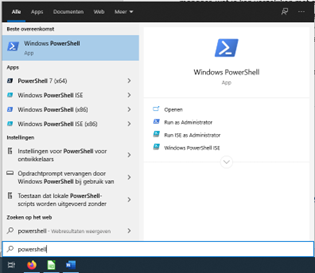 Alle Apps Documenten Web Meer
Beste overeenkomst
Windows PowerShell
App
Apps
PowerShell 7 (x64)
Windows PowerShell ISE
Windows PowerShell (x86)
Windows PowerShell ISE (x86)
Instellingen
Instellingen voor PowerShell voor
ontwikkelaars
Opdrachtprompt vervangen door
Windows PowerShell bij gebruik van
Toestaan dat lokale PowerShell-
scripts worden uitgevoerd zonder
Zoeken op het web
powershell - Webresultaten weergeven
Windows PowerShell
App
Openen
Run as Administrator
Run ISE as Administrator
Windows PowerShell ISE
powershell